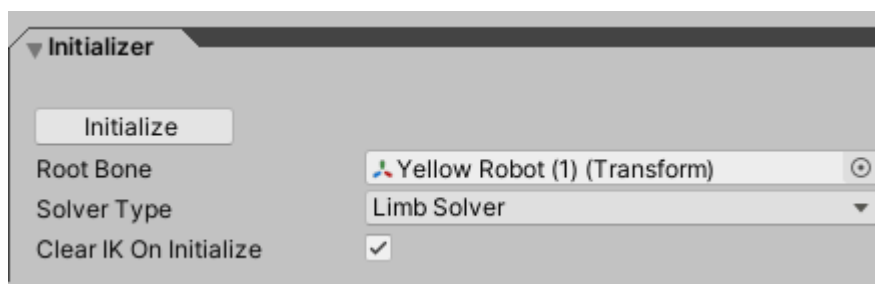 Initializer
Initialize
Root Bone Yellow Robot (1) (Transform)
Solver Type Limb Solver
Clear IK On Initialize